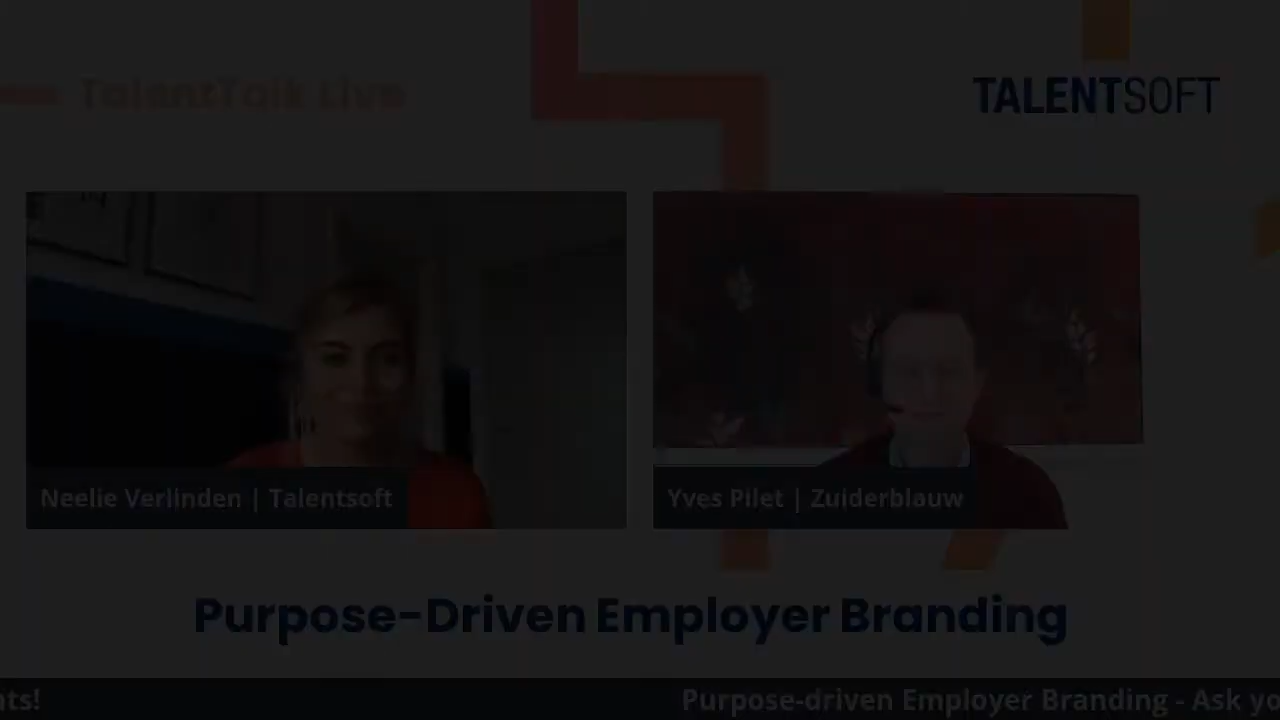 TalentTalk Live
TALENTSOFT
Neelie Verlinden | Talentsoft
Yves Pilet | Zuiderblauw
Purpose-Driven Employer Branding
nts!
Purpose-driven Employer Branding - Ask yo